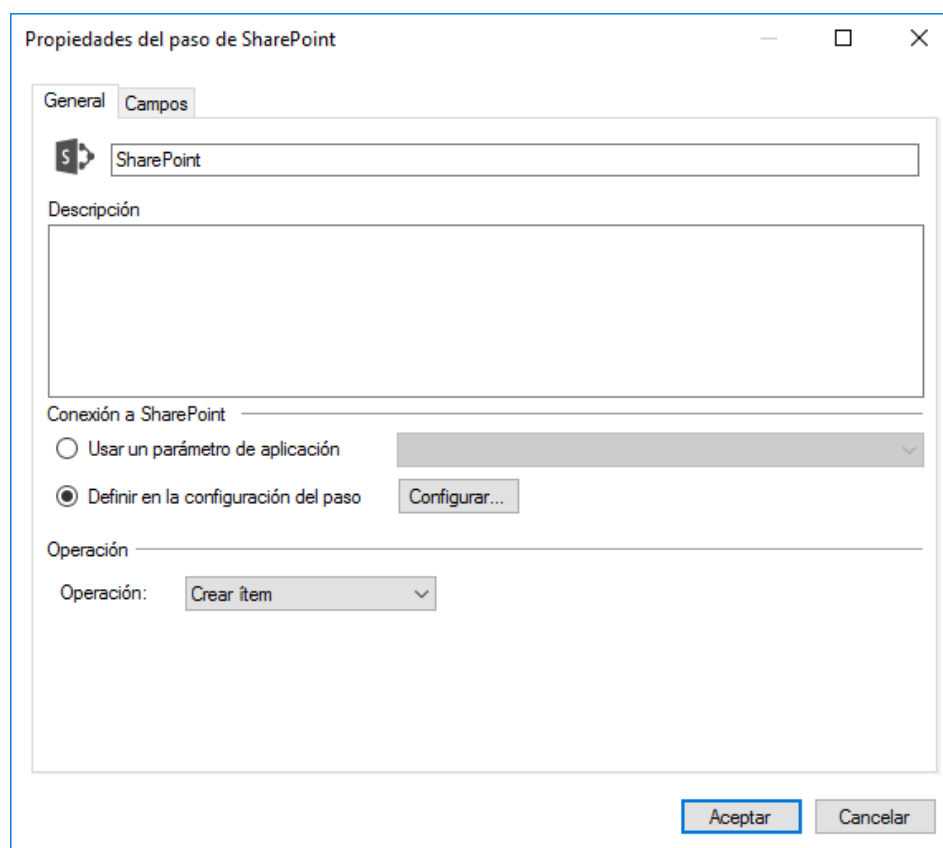 Propiedades del paso de SharePoint
General Campos
S SharePoint
Descripción
Conexión a SharePoint
Usar un parámetro de aplicación
Definir en la configuración del paso Configurar...
Operación
Operación: Crear ítem
Aceptar Cancelar